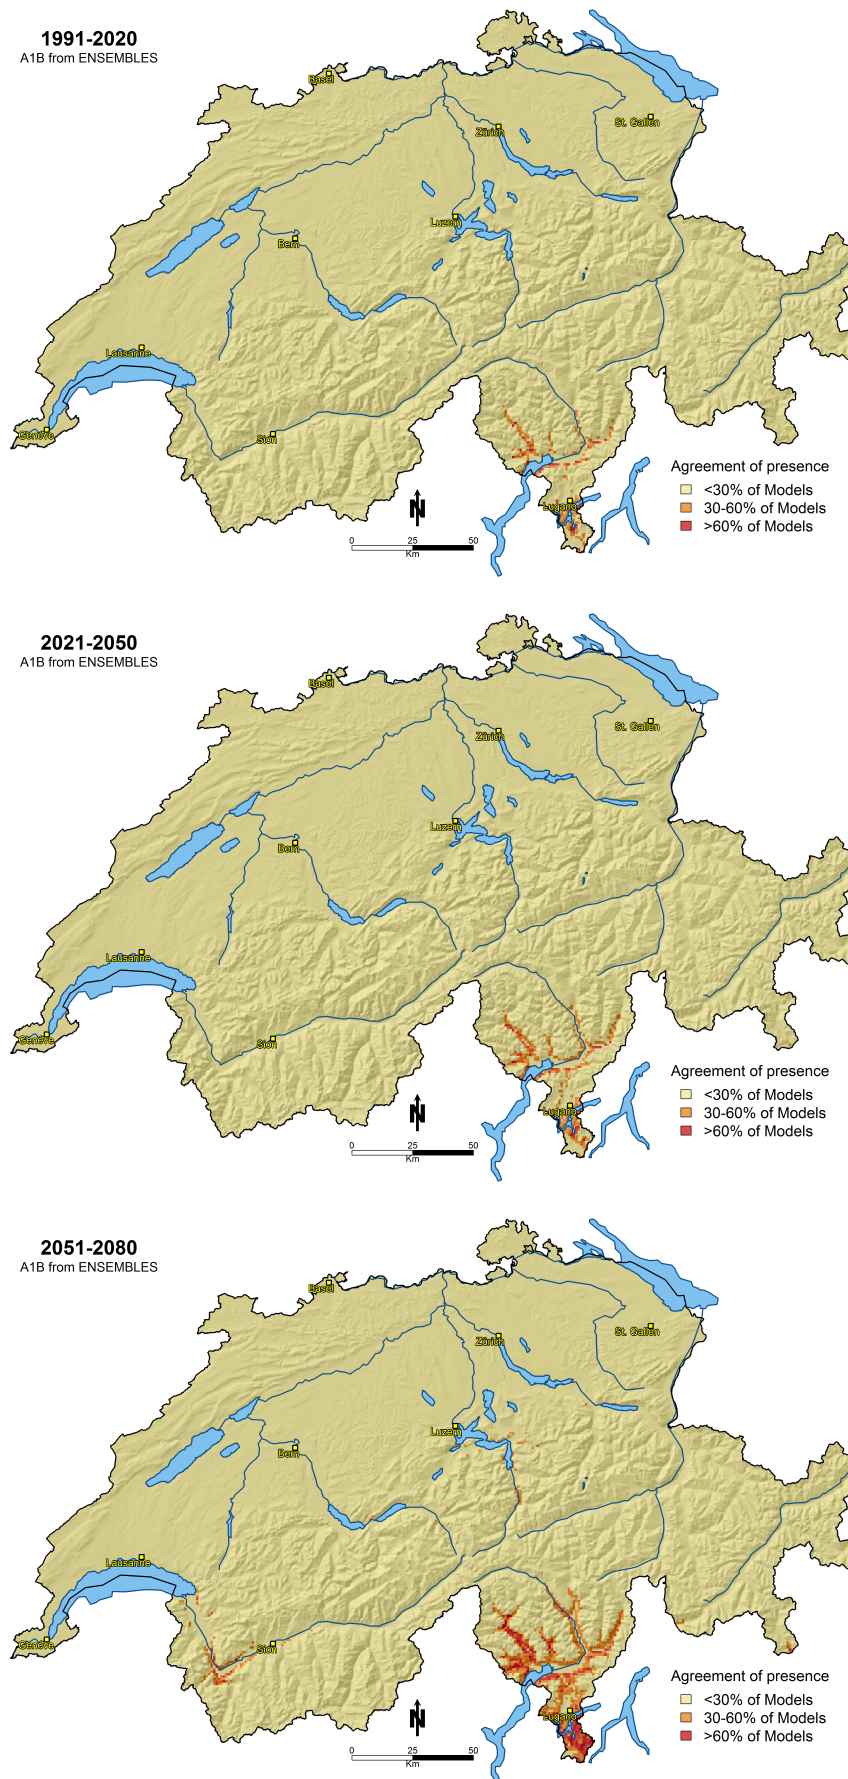 1991-2020
A1B from ENSEMBLES
Basel
Zürich
St. Gallen
Luzern
Bern
Lausanne
Genève
Sion
Lugano
N
Agreement of presence
<30% of Models
30-60% of Models
>60% of Models
0 25 50
Km
2021-2050
A1B from ENSEMBLES
Basel
Zürich
St. Gallen
Luzern
Bern
Lausanne
Genève
Sion
Lugano
N
Agreement of presence
<30% of Models
30-60% of Models
>60% of Models
0 25 50
Km
2051-2080
A1B from ENSEMBLES
Basel
Zürich
St. Gallen
Luzern
Bern
Lausanne
Genève
Sion
Lugano
N
Agreement of presence
<30% of Models
30-60% of Models
>60% of Models
0 25 50
Km